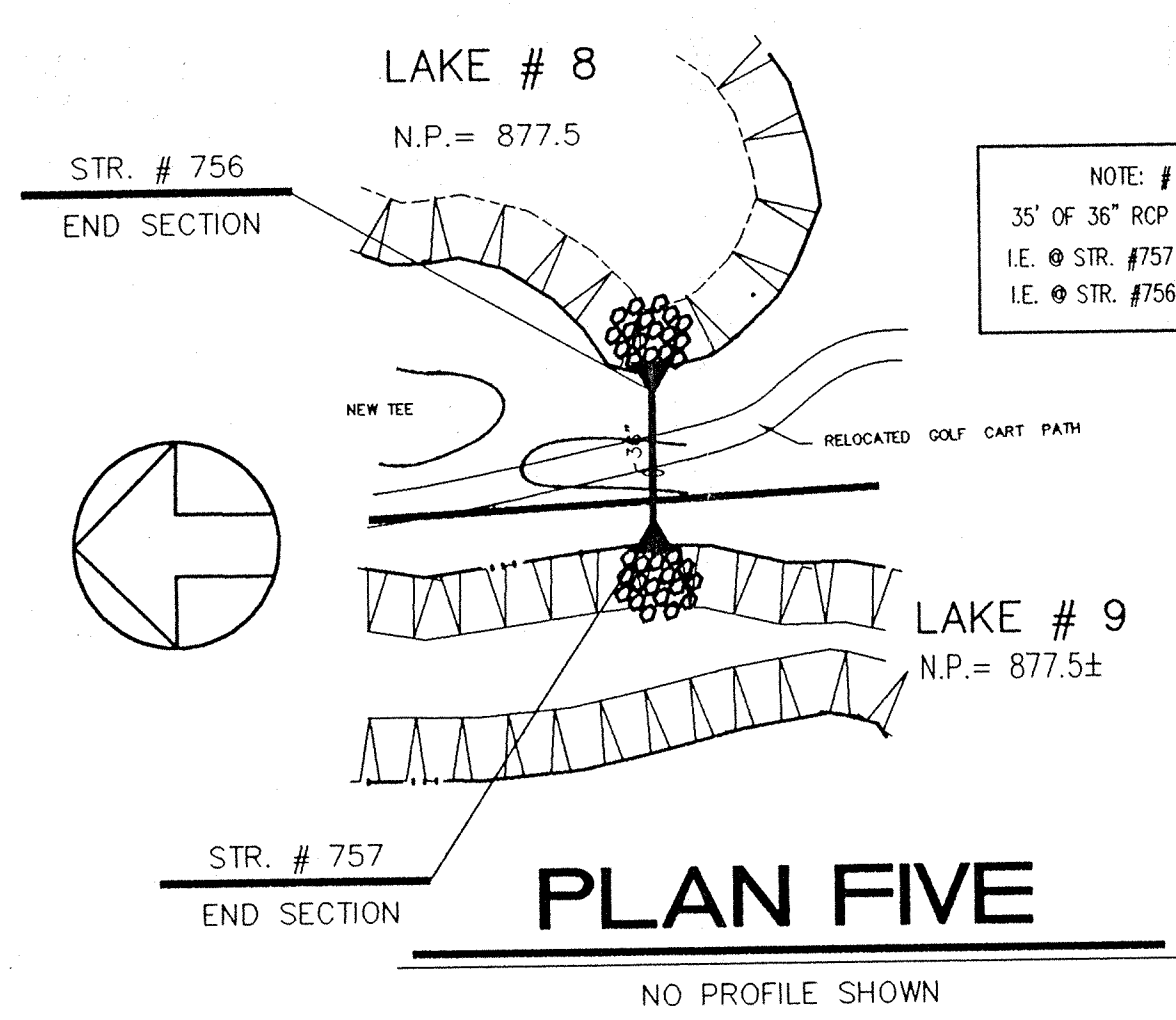 LAKE # 8
N.P.= 877.5
STR. # 756
END SECTION
NOTE: #
35' OF 36" RCP
I.E. @ STR. #757
I.E. @ STR. #756
NEW TEE
36"
RELOCATED GOLF CART PATH
LAKE # 9
N.P.= 877.5±
STR. # 757
END SECTION
PLAN FIVE
NO PROFILE SHOWN